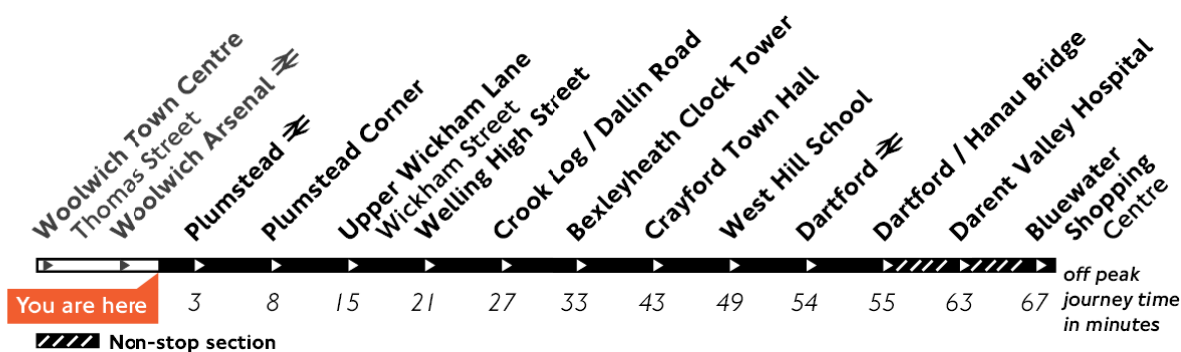 Woolwich Town Centre
Thomas Street
Woolwich Arsenal
Plumstead
Plumstead Corner
Upper Wickham Lane
Wickham Street
Welling High Street
Crook Log / Dallin Road
Bexleyheath Clock Tower
Crayford Town Hall
West Hill School
Dartford
Dartford / Hanau Bridge
Darent Valley Hospital
Bluewater
Shopping
Centre
You are here
3 8 15 21 27 33 43 49 54 55 63 67
off peak
journey time
in minutes
Non-stop section